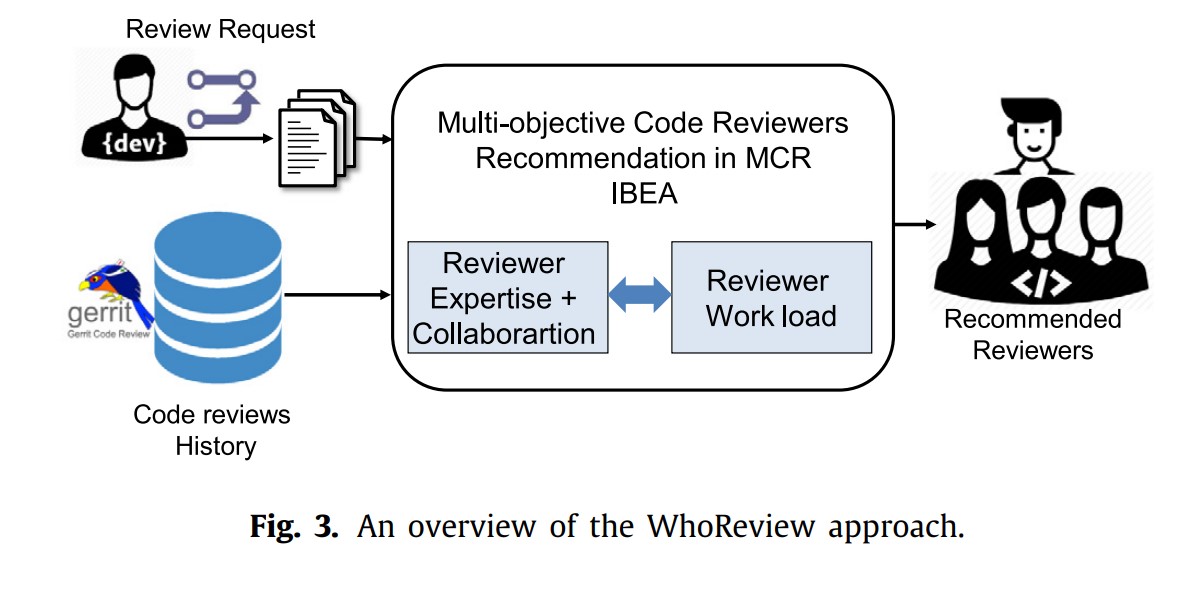 Review Request
{dev}
Multi-objective Code Reviewers
Recommendation in MCR
IBEA
Reviewer
Expertise +
Collaborartion
Reviewer
Work load
gerrit
Gerrit Code Review
Code reviews
History
</>
Recommended
Reviewers
Fig. 3. An overview of the WhoReview approach.